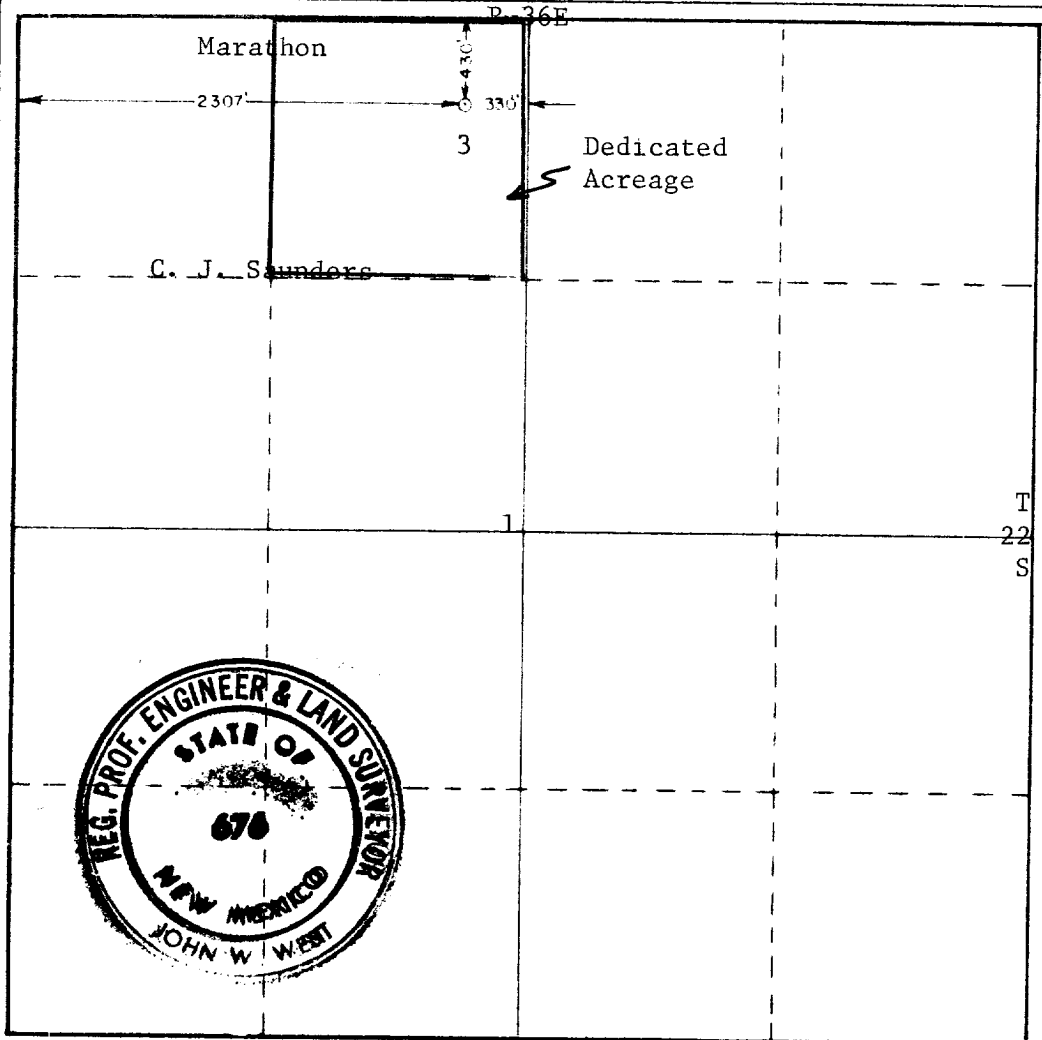 R-36E
Marathon
430'
2307'
330'
3
Dedicated
Acreage
C. J. Saunders
1
T
22
S
REG. PROF. ENGINEER & LAND SURVEYOR
STATE OF
676
NEW MEXICO
JOHN W WEST